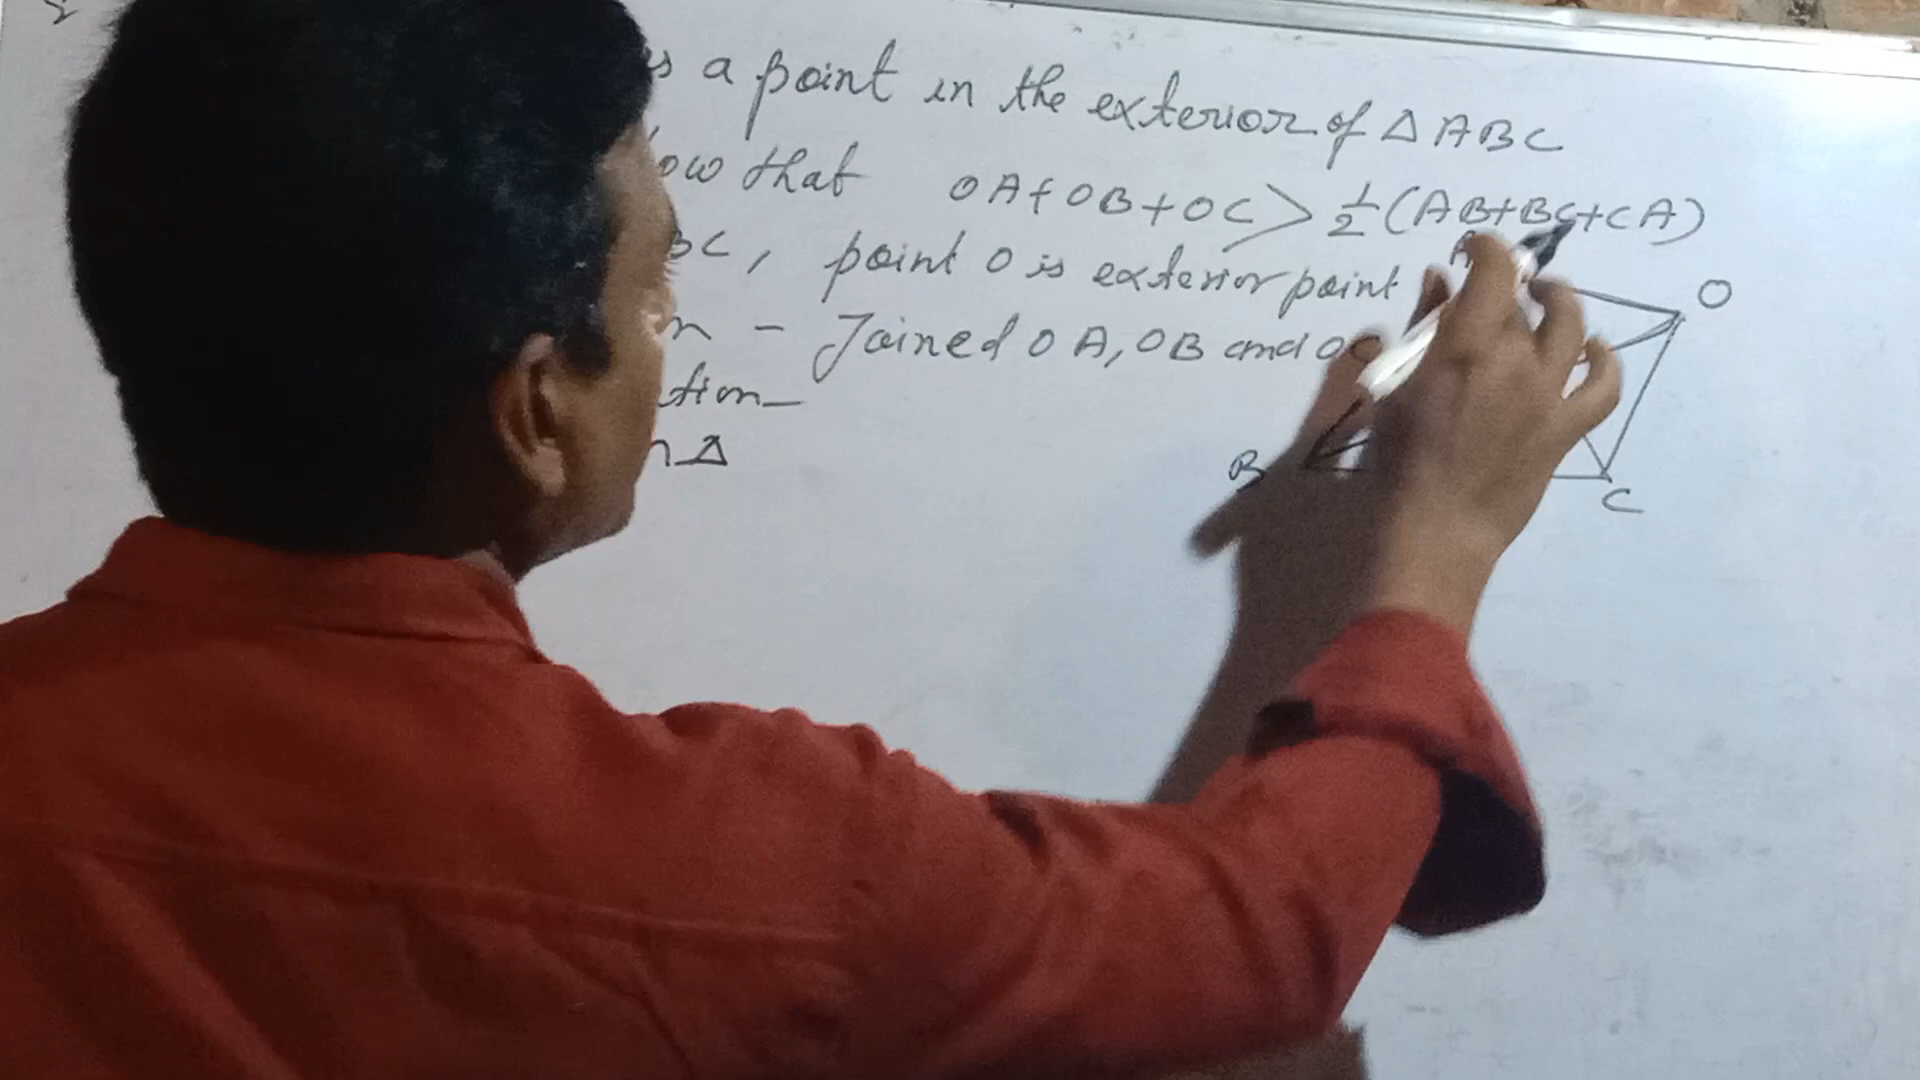 s a point in the exterior of △ ABC
ow that OA+OB+OC > 1/2 (AB+BC+CA)
BC, point O is exterior point
n - Joined OA, OB and OC
tion-
n △
A
O
B
C